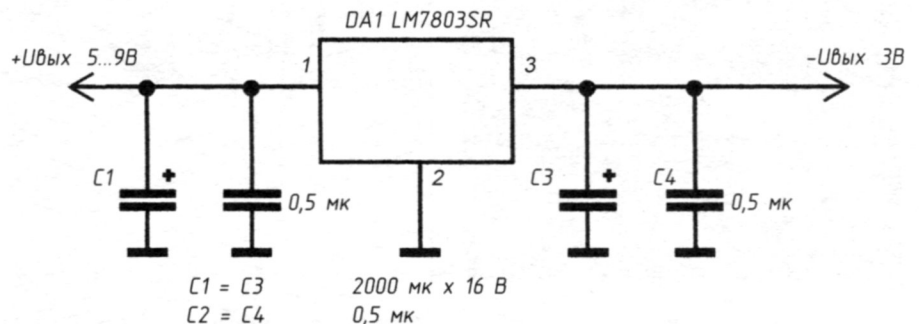 DA1 LM7803SR
+Uвых 5...9В
1
3
−Uвых 3В
C1
+
0,5 мк
2
C3
+
C4
0,5 мк
C1 = C3 2000 мк x 16 В
C2 = C4 0,5 мк